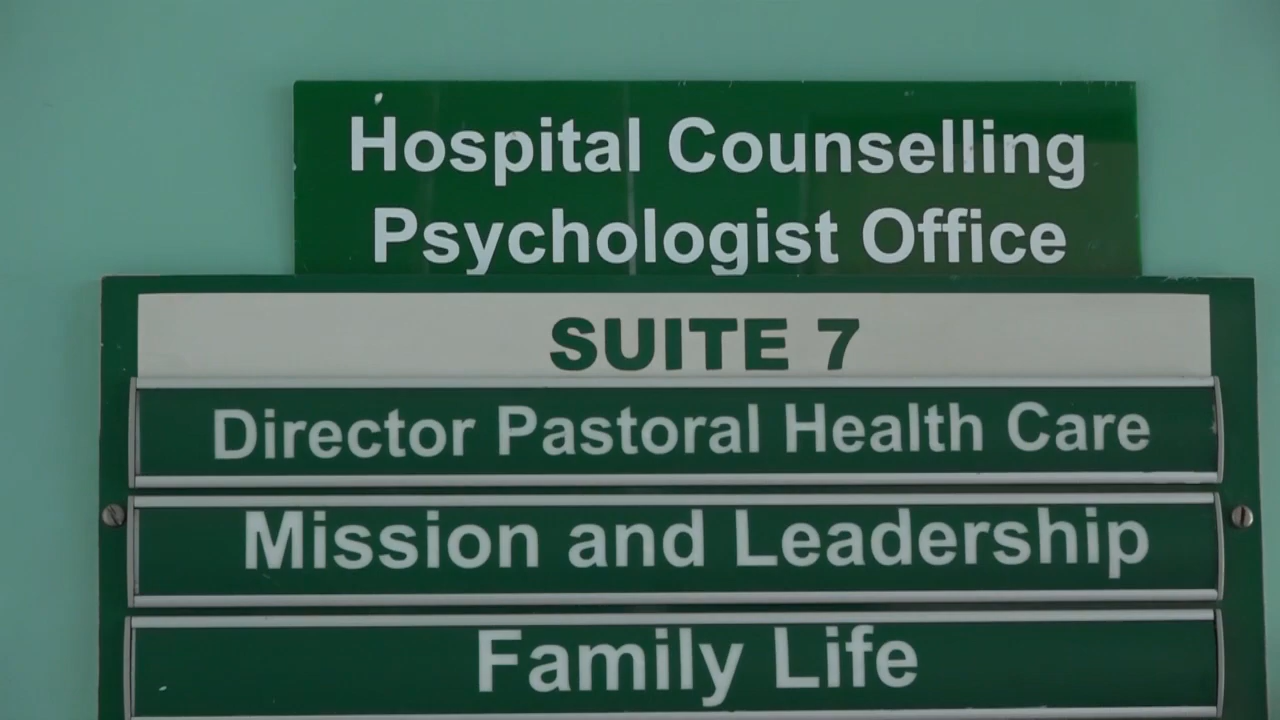 Hospital Counselling
Psychologist Office
SUITE 7
Director Pastoral Health Care
Mission and Leadership
Family Life